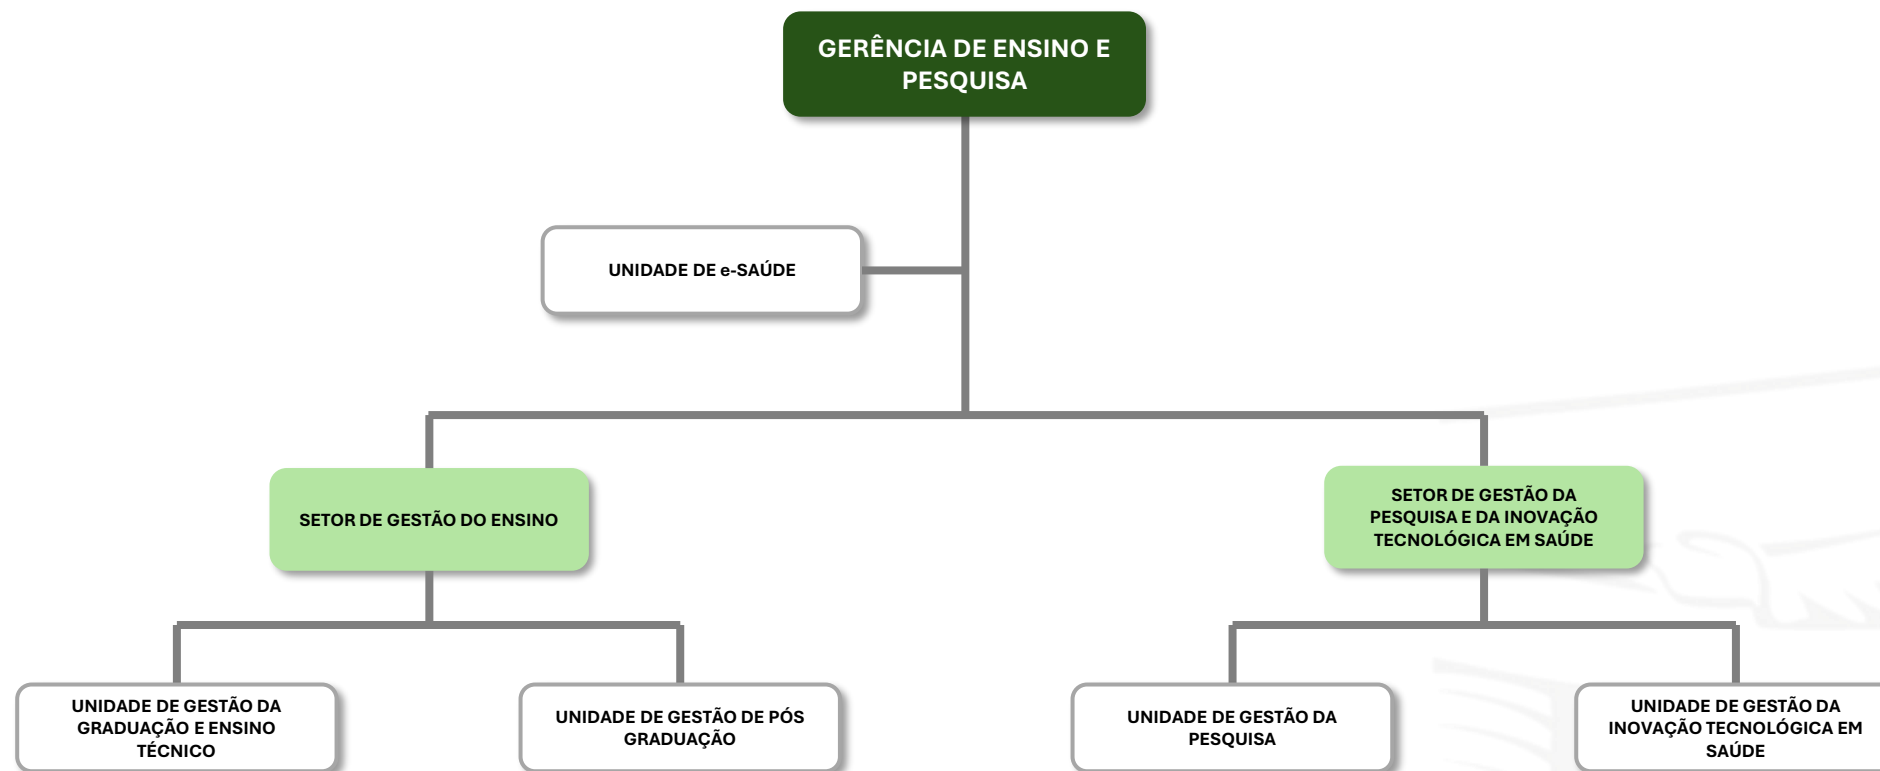 GERÊNCIA DE ENSINO E
PESQUISA
UNIDADE DE e-SAÚDE
SETOR DE GESTÃO DO ENSINO
SETOR DE GESTÃO DA
PESQUISA E DA INOVAÇÃO
TECNOLÓGICA EM SAÚDE
UNIDADE DE GESTÃO DA
GRADUAÇÃO E ENSINO
TÉCNICO
UNIDADE DE GESTÃO DE PÓS
GRADUAÇÃO
UNIDADE DE GESTÃO DA
PESQUISA
UNIDADE DE GESTÃO DA
INOVAÇÃO TECNOLÓGICA EM
SAÚDE